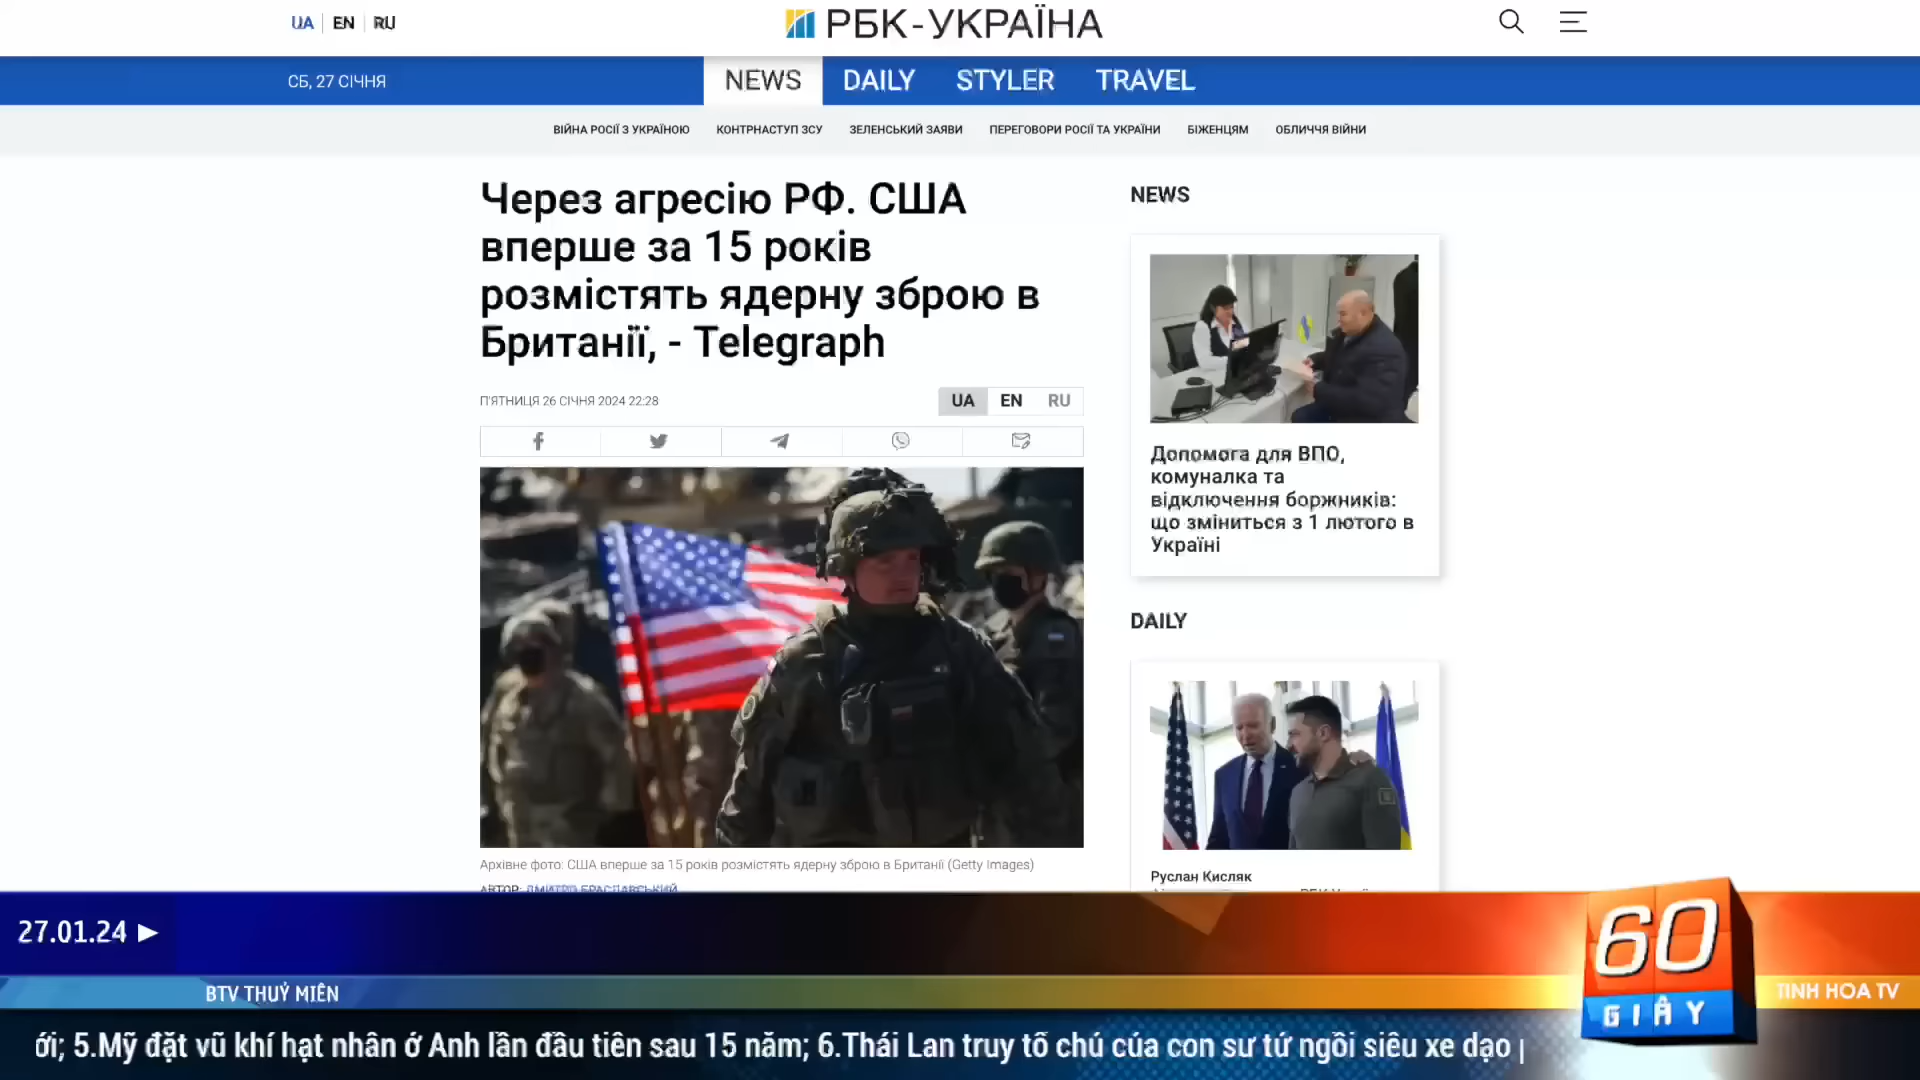 UA EN RU
РБК-УКРАЇНА
СБ, 27 СІЧНЯ
NEWS DAILY STYLER TRAVEL
ВІЙНА РОСІЇ З УКРАЇНОЮ КОНТРНАСТУП ЗСУ ЗЕЛЕНСЬКИЙ ЗАЯВИ ПЕРЕГОВОРИ РОСІЇ ТА УКРАЇНИ БІЖЕНЦЯМ ОБЛИЧЧЯ ВІЙНИ
Через агресію РФ. США
вперше за 15 років
розмістять ядерну зброю в
Британії, - Telegraph
П'ЯТНИЦЯ 26 СІЧНЯ 2024 22:28
UA EN RU
Архівне фото: США вперше за 15 років розмістять ядерну зброю в Британії (Getty Images)
АВТОР: ДМИТРО БРАСЛАВСЬКИЙ
NEWS
Допомога для ВПО,
комуналка та
відключення боржників:
що зміниться з 1 лютого в
Україні
DAILY
Руслан Кисляк
27.01.24
60
GIÂY
TINH HOA TV
BTV THUỶ MIÊN
ới; 5.Mỹ đặt vũ khí hạt nhân ở Anh lần đầu tiên sau 15 năm; 6.Thái Lan truy tố chủ của con sư tử ngồi siêu xe dạo